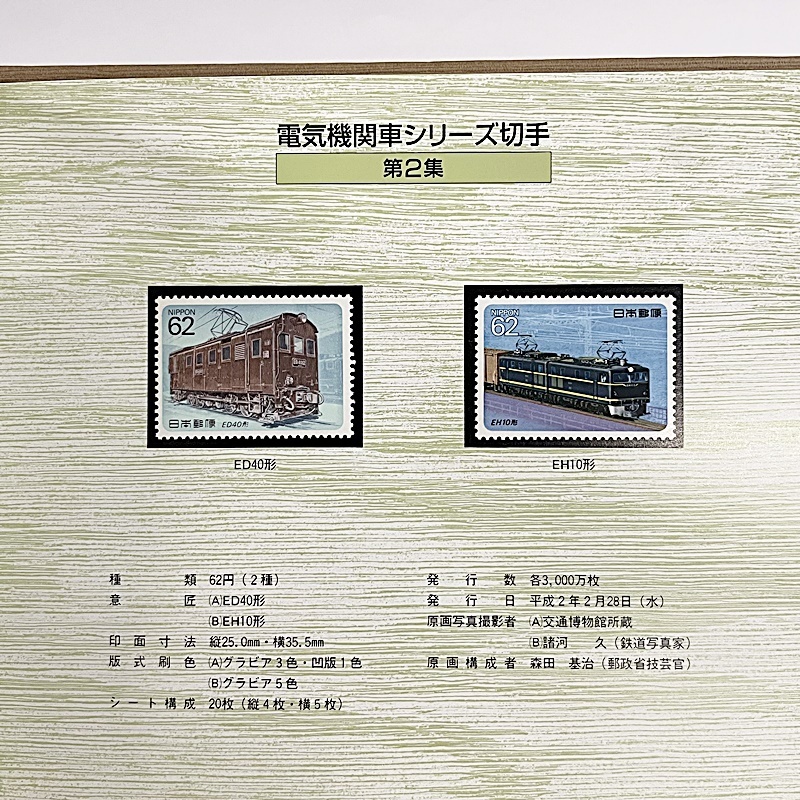 電気機関車シリーズ切手
第2集
NIPPON
62
日本郵便 ED40形
NIPPON
62
日本郵便
EH10形
ED40形
EH10形
種類 62円(2種)
意匠 (A)ED40形
(B)EH10形
印面寸法 縦25.0mm・横35.5mm
版式刷色 (A)グラビア3色・凹版1色
(B)グラビア5色
シート構成 20枚(縦4枚・横5枚)
発行数 各3,000万枚
発行日 平成2年2月28日(水)
原画写真撮影者 (A)交通博物館所蔵
(B)諸河 久(鉄道写真家)
原画構成者 森田 基治(郵政省技芸官)